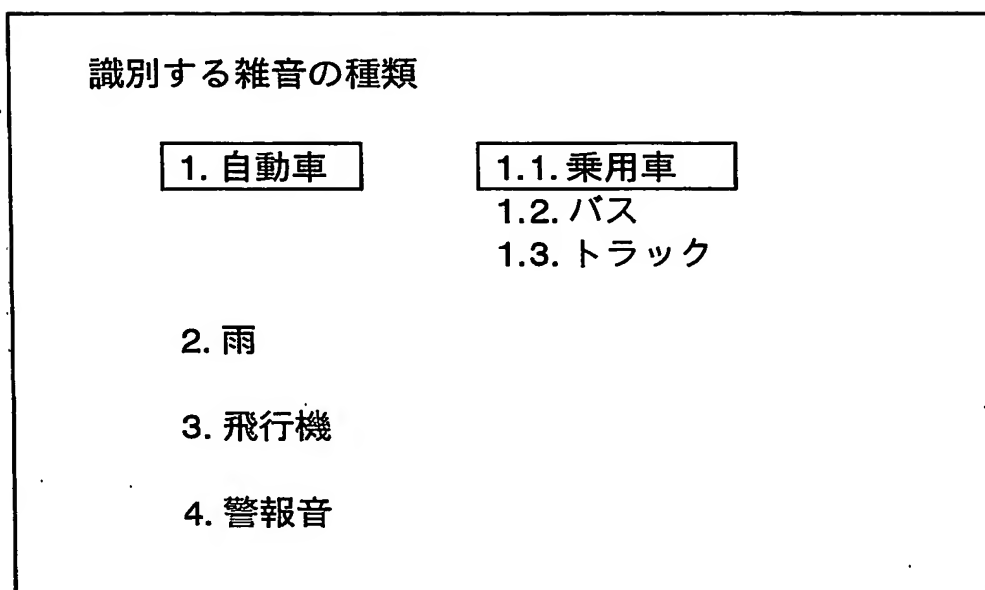 識別する雑音の種類
1. 自動車
1.1. 乗用車
1.2. バス
1.3. トラック
2. 雨
3. 飛行機
4. 警報音